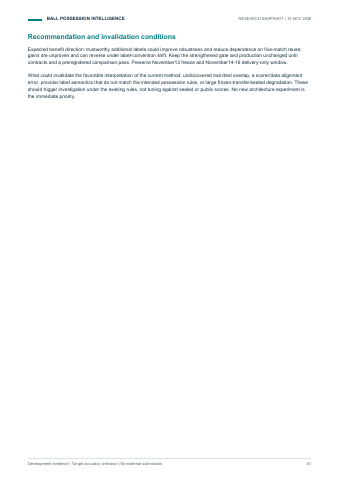 BALL POSSESSION INTELLIGENCE
RESEARCH SNAPSHOT / 10 NOV 2028
Recommendation and invalidation conditions
Expected benefit direction: trustworthy additional labels could improve robustness and reduce dependence on five-match reuse;
gains are unproven and can reverse under label-convention shift. Keep the strengthened gate and production unchanged until
contracts and a preregistered comparison pass. Preserve November13 freeze and November14-16 delivery-only window.
What could invalidate the favorable interpretation of the current method: undiscovered train/test overlap, a scorer/data alignment
error, provider label semantics that do not match the intended possession rules, or large frozen-transfer/sealed degradation. These
should trigger investigation under the existing rules, not tuning against sealed or public scores. No new architecture experiment is
the immediate priority.
Development evidence | Target accuracy unknown | No external submission